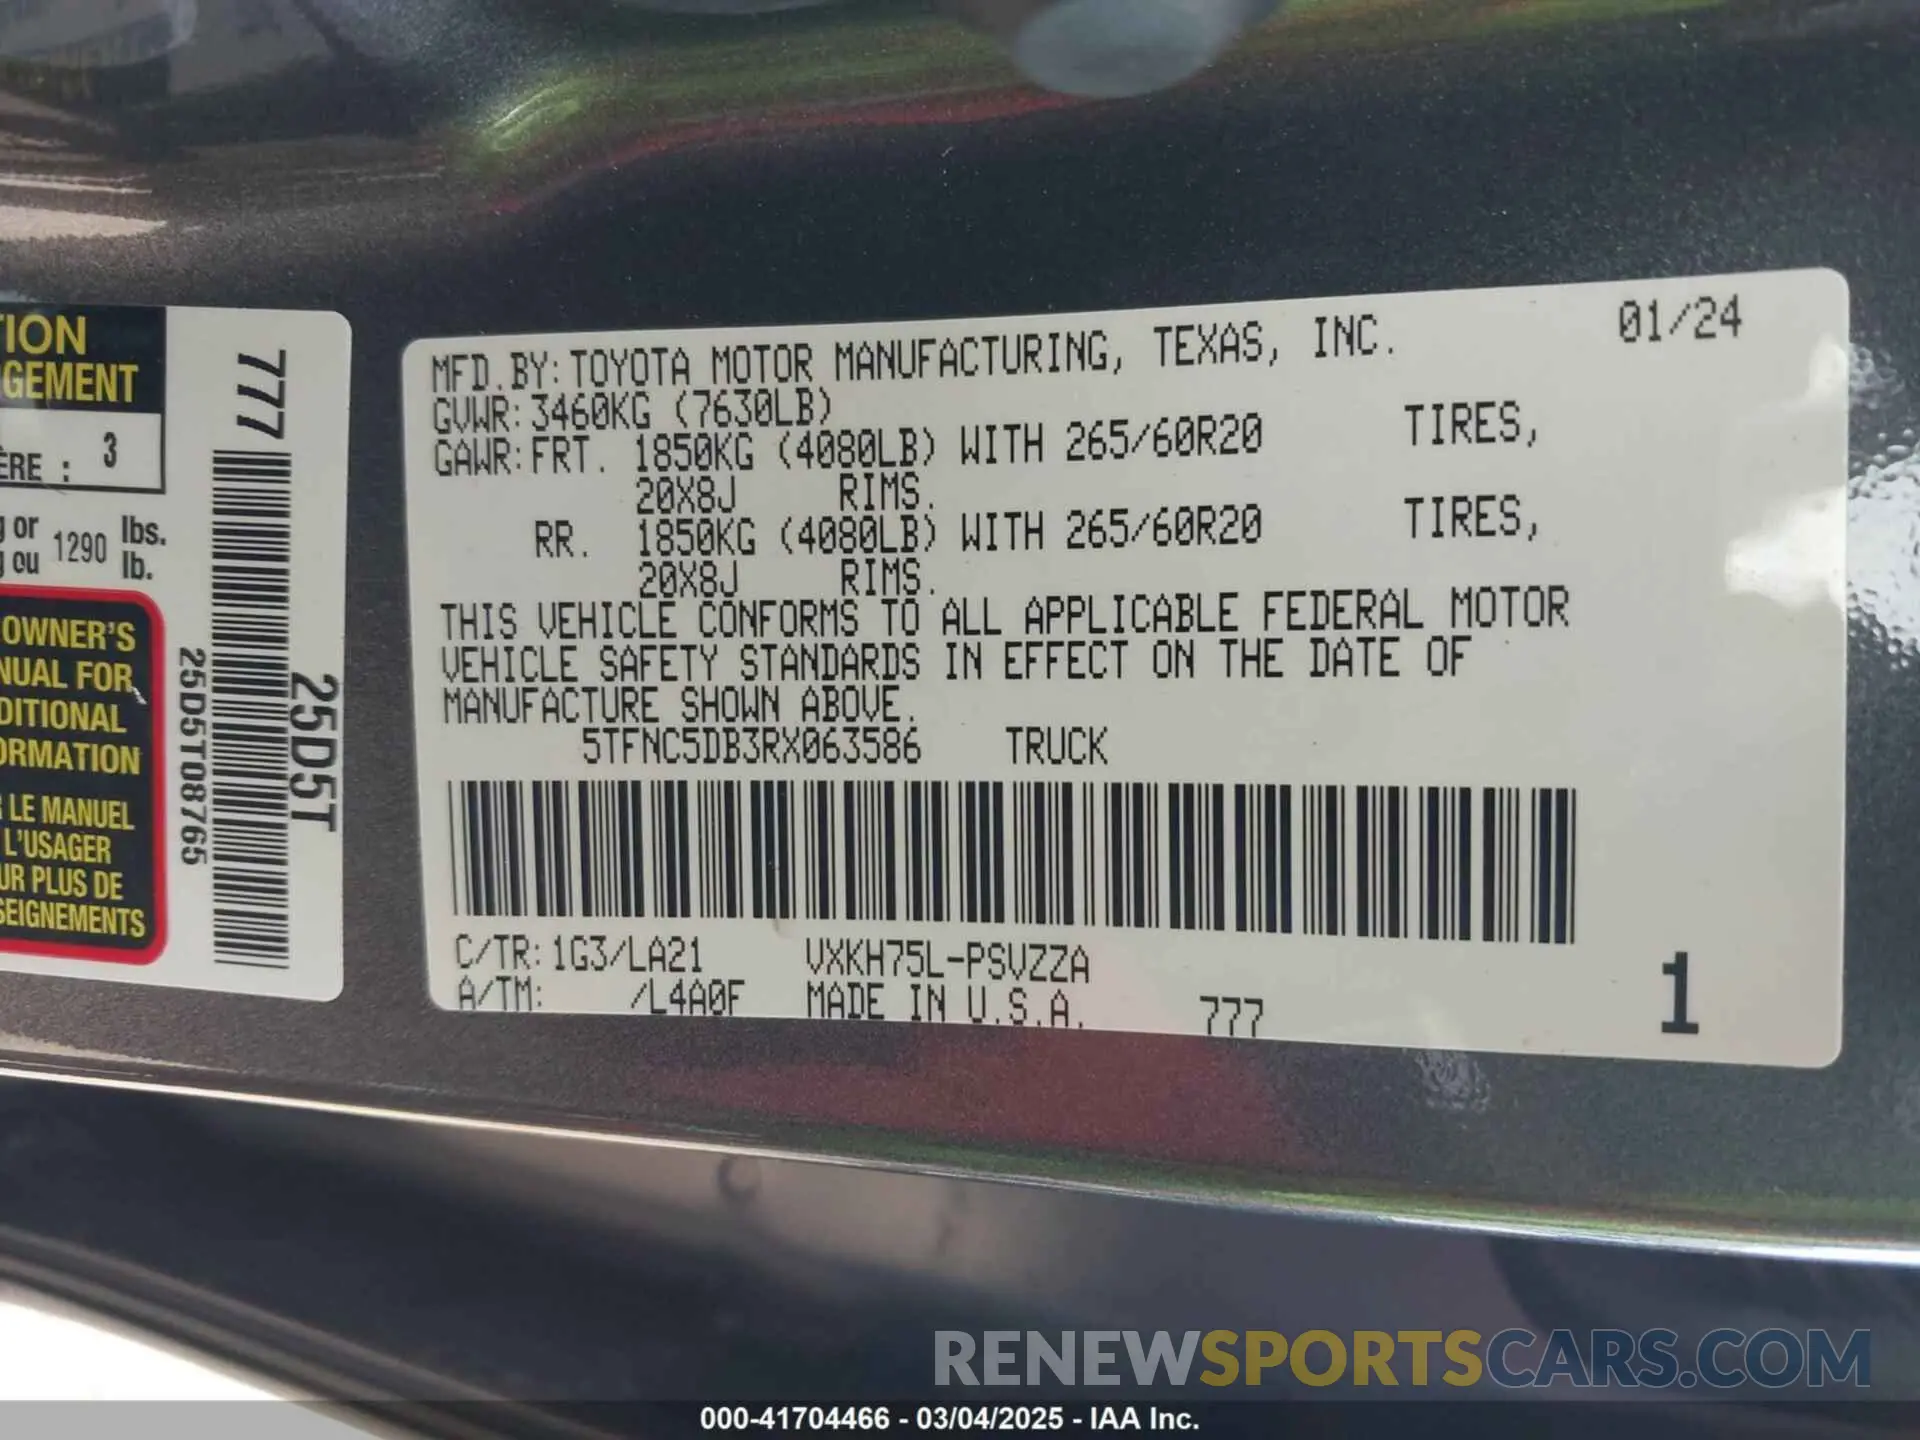 TION
GEMENT
ÈRE : 3
g or 1290 lbs.
g ou lb.
OWNER'S
NUAL FOR
DITIONAL
ORMATION
R LE MANUEL
L'USAGER
UR PLUS DE
SEIGNEMENTS
777
25D5T08765
25D5T
MFD.BY: TOYOTA MOTOR MANUFACTURING, TEXAS, INC. 01/24
GVWR: 3460KG (7630LB)
GAWR: FRT. 1850KG (4080LB) WITH 265/60R20 TIRES,
20X8J RIMS.
RR. 1850KG (4080LB) WITH 265/60R20 TIRES,
20X8J RIMS.
THIS VEHICLE CONFORMS TO ALL APPLICABLE FEDERAL MOTOR
VEHICLE SAFETY STANDARDS IN EFFECT ON THE DATE OF
MANUFACTURE SHOWN ABOVE.
5TFNC5DB3RX063586 TRUCK
C/TR: 1G3/LA21 VXKH75L-PSVZZA
A/TM: /L4A0F MADE IN U.S.A. 777
1
RENEWSPORTSCARS.COM
000-41704466 - 03/04/2025 - IAA Inc.